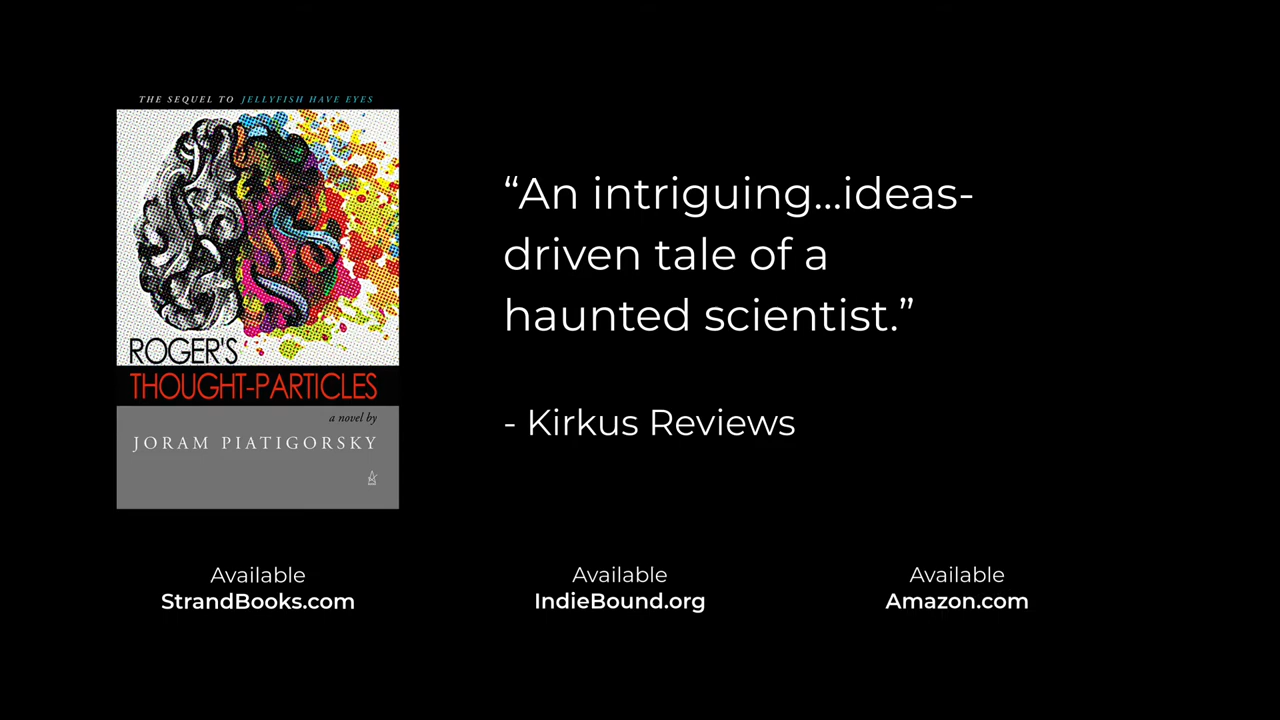 THE SEQUEL TO JELLYFISH HAVE EYES
ROGER'S
THOUGHT-PARTICLES
a novel by
JORAM PIATIGORSKY
“An intriguing...ideas-
driven tale of a
haunted scientist.”
- Kirkus Reviews
Available
StrandBooks.com
Available
IndieBound.org
Available
Amazon.com